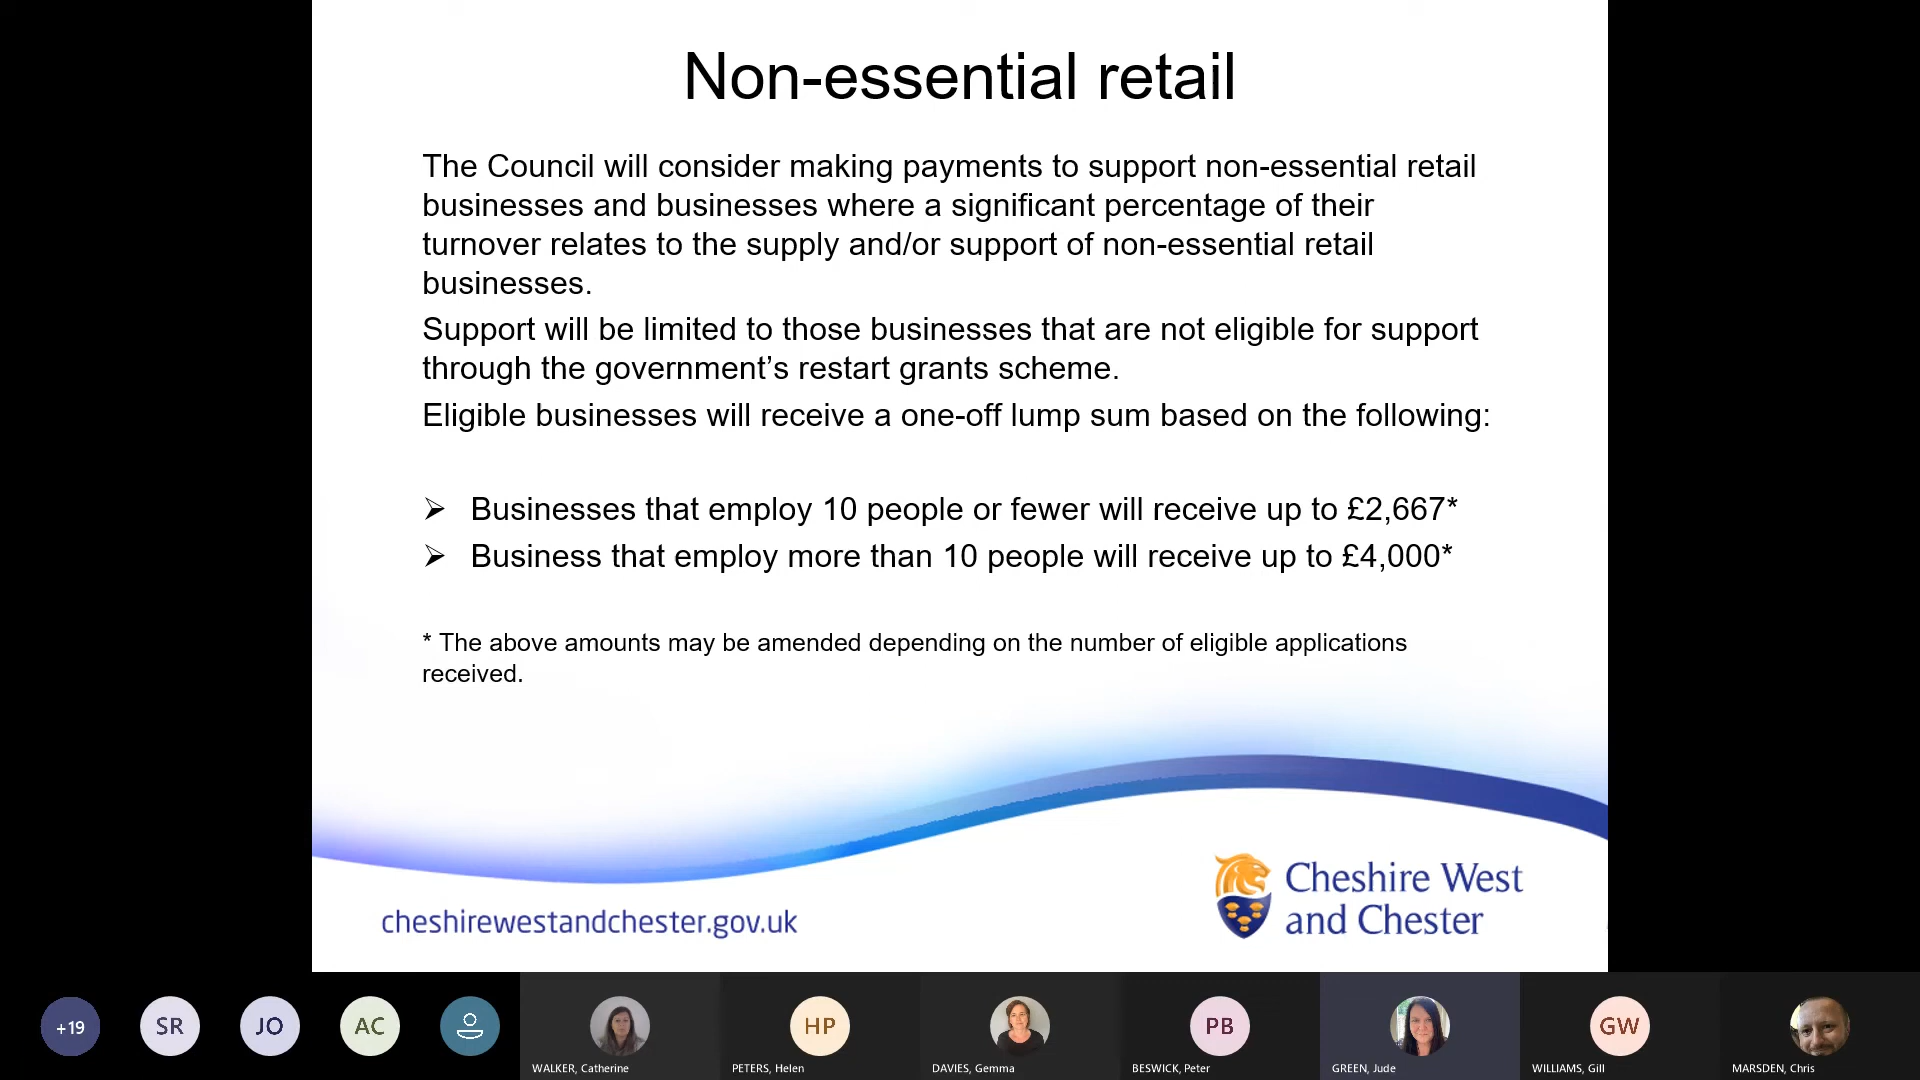 Non-essential retail
The Council will consider making payments to support non-essential retail
businesses and businesses where a significant percentage of their
turnover relates to the supply and/or support of non-essential retail
businesses.
Support will be limited to those businesses that are not eligible for support
through the government’s restart grants scheme.
Eligible businesses will receive a one-off lump sum based on the following:
➢ Businesses that employ 10 people or fewer will receive up to £2,667*
➢ Business that employ more than 10 people will receive up to £4,000*
* The above amounts may be amended depending on the number of eligible applications
received.
cheshirewestandchester.gov.uk
Cheshire West
and Chester
+19
SR
JO
AC
HP
PB
GW
WALKER, Catherine
PETERS, Helen
DAVIES, Gemma
BESWICK, Peter
GREEN, Jude
WILLIAMS, Gill
MARSDEN, Chris